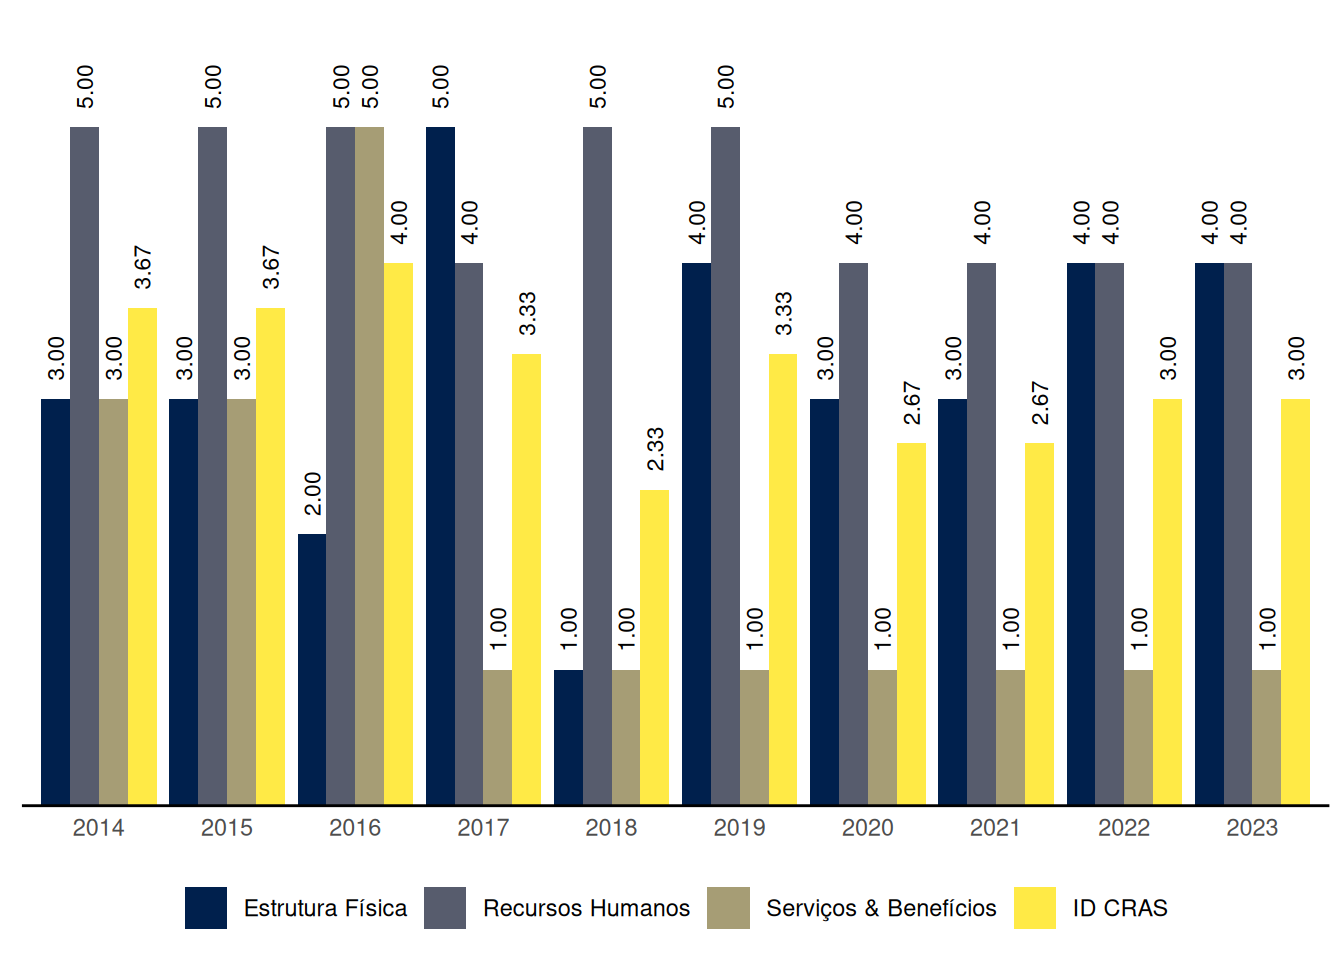 5.00 5.00 5.00 5.00 5.00 5.00 5.00
4.00 4.00 4.00 4.00 4.00 4.00 4.00 4.00 4.00
3.67 3.67
3.33 3.33
3.00 3.00 3.00 3.00 3.00 3.00 3.00 3.00
2.67 2.67
2.33
2.00
1.00 1.00 1.00 1.00 1.00 1.00 1.00 1.00
2014 2015 2016 2017 2018 2019 2020 2021 2022 2023
Estrutura Física Recursos Humanos Serviços & Benefícios ID CRAS